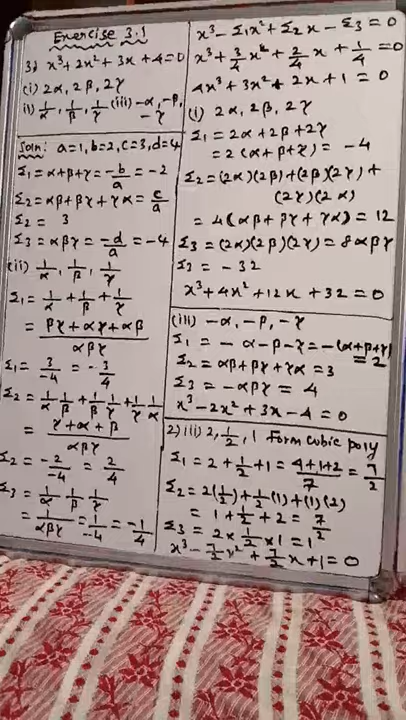 Exercise 3.1
3) x³+2x²+3x+4=0
(i) 2α, 2β, 2γ
ii) 1/α, 1/β, 1/γ (iii) -α, -β, -γ
Soln: a=1, b=2, c=3, d=4
Σ₁=α+β+γ=-b/a=-2
Σ₂=αβ+βγ+γα=c/a
Σ₂= 3
Σ₃=αβγ=-d/a=-4
(ii) 1/α, 1/β, 1/γ
Σ₁=1/α+1/β+1/γ
=(βγ+αγ+αβ)/αβγ
Σ₁=3/-4=-3/4
Σ₂=1/α 1/β+1/β 1/γ+1/γ 1/α
=(γ+α+β)/αβγ
Σ₂=-2/-4=2/4
Σ₃=1/α 1/β 1/γ
=1/αβγ=1/-4=-1/4
x³-Σ₁x²+Σ₂x-Σ₃=0
x³+3/4x²+2/4x+1/4=0
4x³+3x²+2x+1=0
(i) 2α, 2β, 2γ
Σ₁=2α+2β+2γ
=2(α+β+γ)=-4
Σ₂=(2α)(2β)+(2β)(2γ)+
(2γ)(2α)
=4(αβ+βγ+γα)=12
Σ₃=(2α)(2β)(2γ)=8αβγ
Σ₃=-32
x³+4x²+12x+32=0
(iii) -α, -β, -γ
Σ₁=-α-β-γ=-(α+β+γ)
=2
Σ₂=αβ+βγ+γα=3
Σ₃=-αβγ=4
x³-2x²+3x-4=0
2) iii) 2, 1/2, 1 Form cubic poly
Σ₁=2+1/2+1=(4+1+2)/7=7/2
Σ₂=2(1/2)+1/2(1)+(1)(2)
=1+1/2+2=7/2
Σ₃=2×1/2×1=1
x³-7/2x²+7/2x+1=0